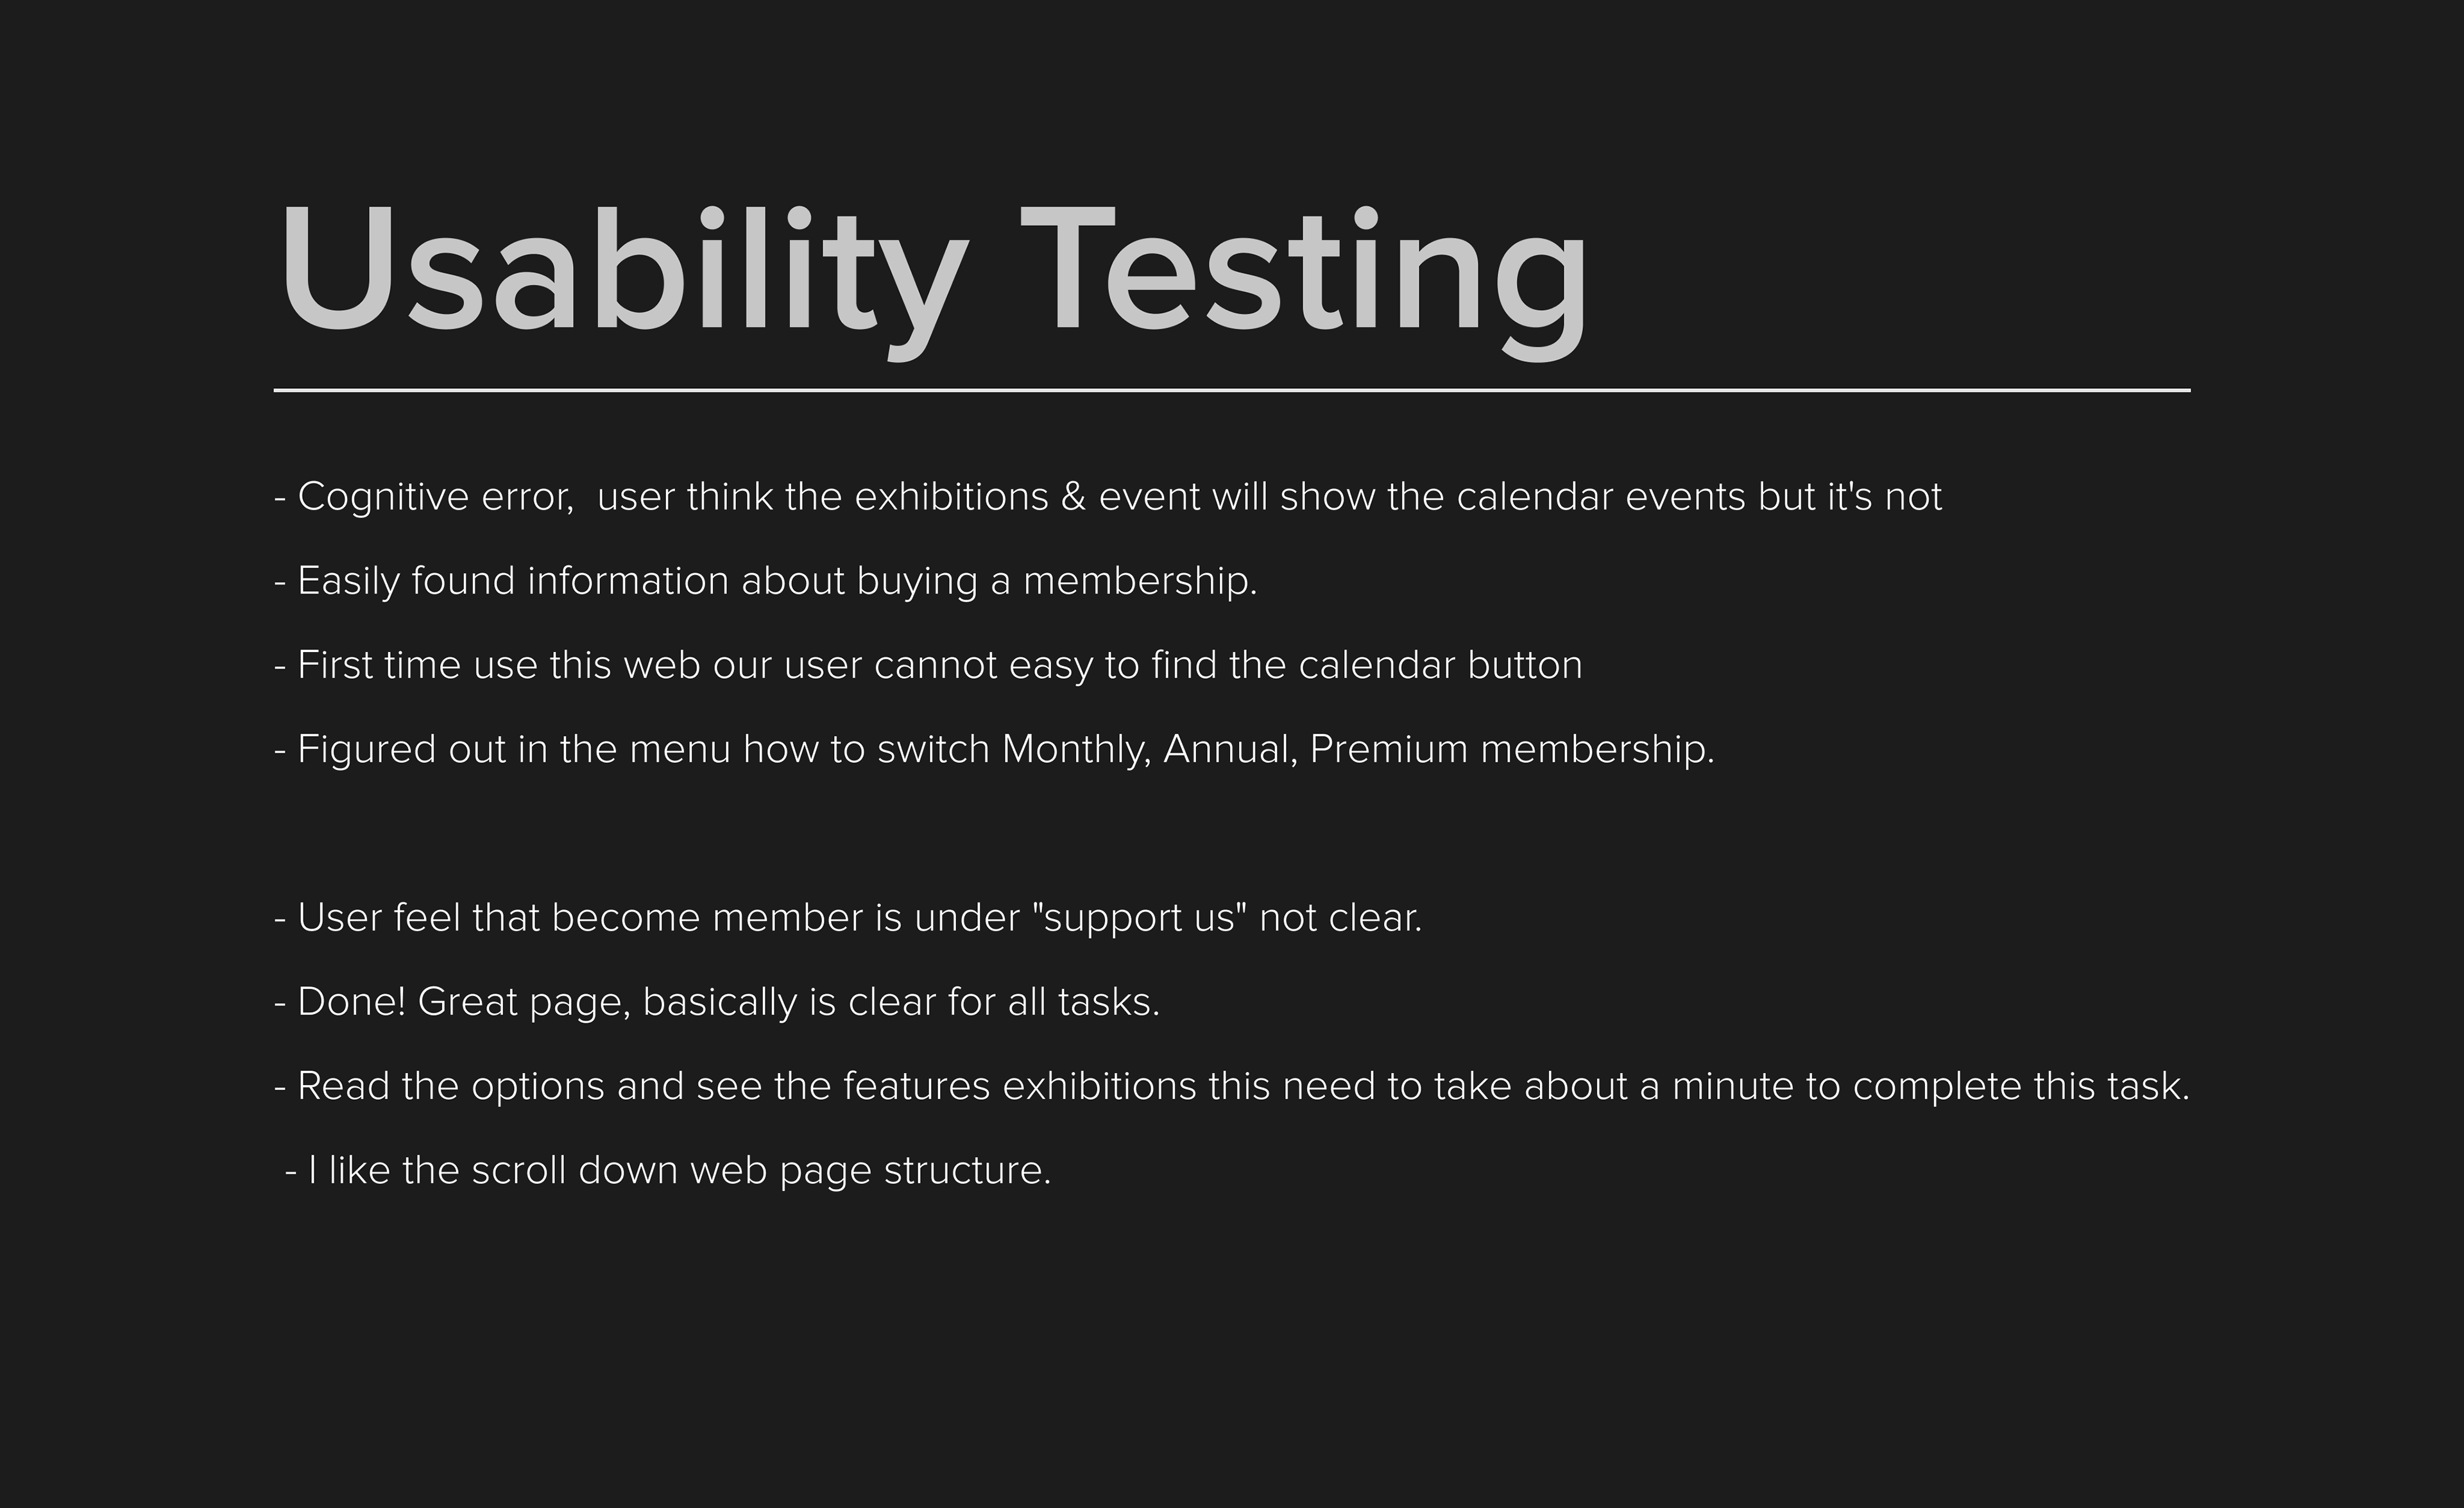 Usability Testing
- Cognitive error,  user think the exhibitions & event will show the calendar events but it's not
- Easily found information about buying a membership.
- First time use this web our user cannot easy to find the calendar button
- Figured out in the menu how to switch Monthly, Annual, Premium membership.
- User feel that become member is under "support us" not clear.
- Done! Great page, basically is clear for all tasks.
- Read the options and see the features exhibitions this need to take about a minute to complete this task.
- I like the scroll down web page structure.